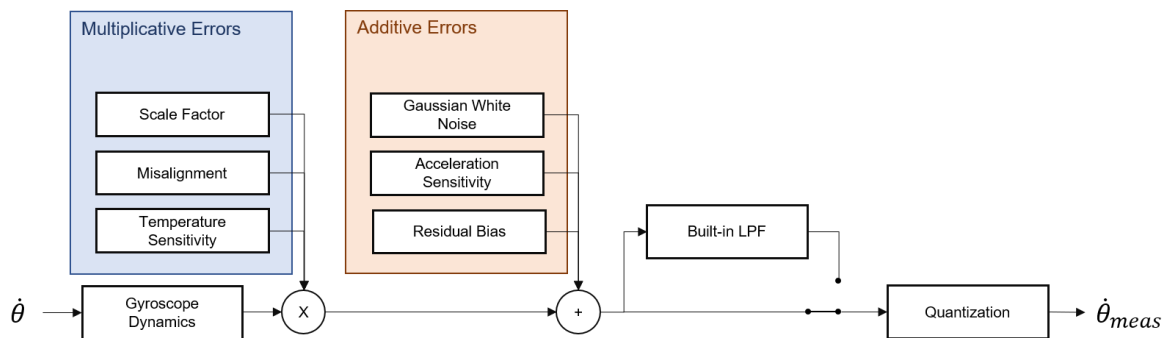 Multiplicative Errors
Scale Factor
Misalignment
Temperature
Sensitivity
Additive Errors
Gaussian White
Noise
Acceleration
Sensitivity
Residual Bias
Built-in LPF
θ̇
Gyroscope
Dynamics
X
+
Quantization
θ̇_meas